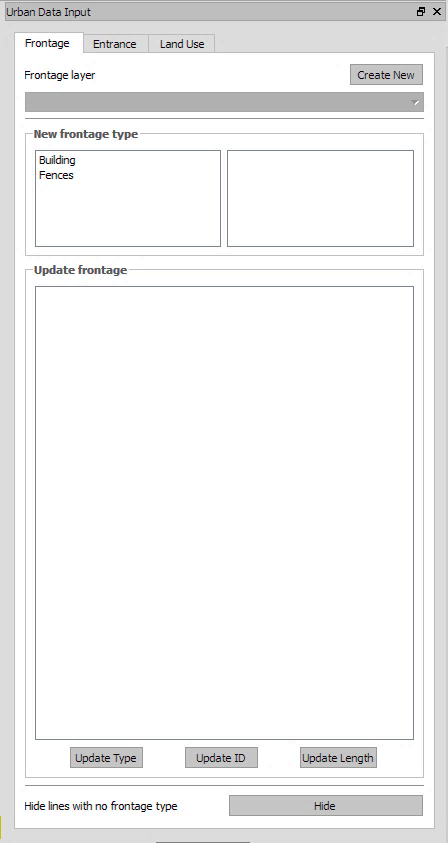 Urban Data Input
Frontage Entrance Land Use
Frontage layer Create New
New frontage type
Building
Fences
Update frontage
Update Type Update ID Update Length
Hide lines with no frontage type Hide